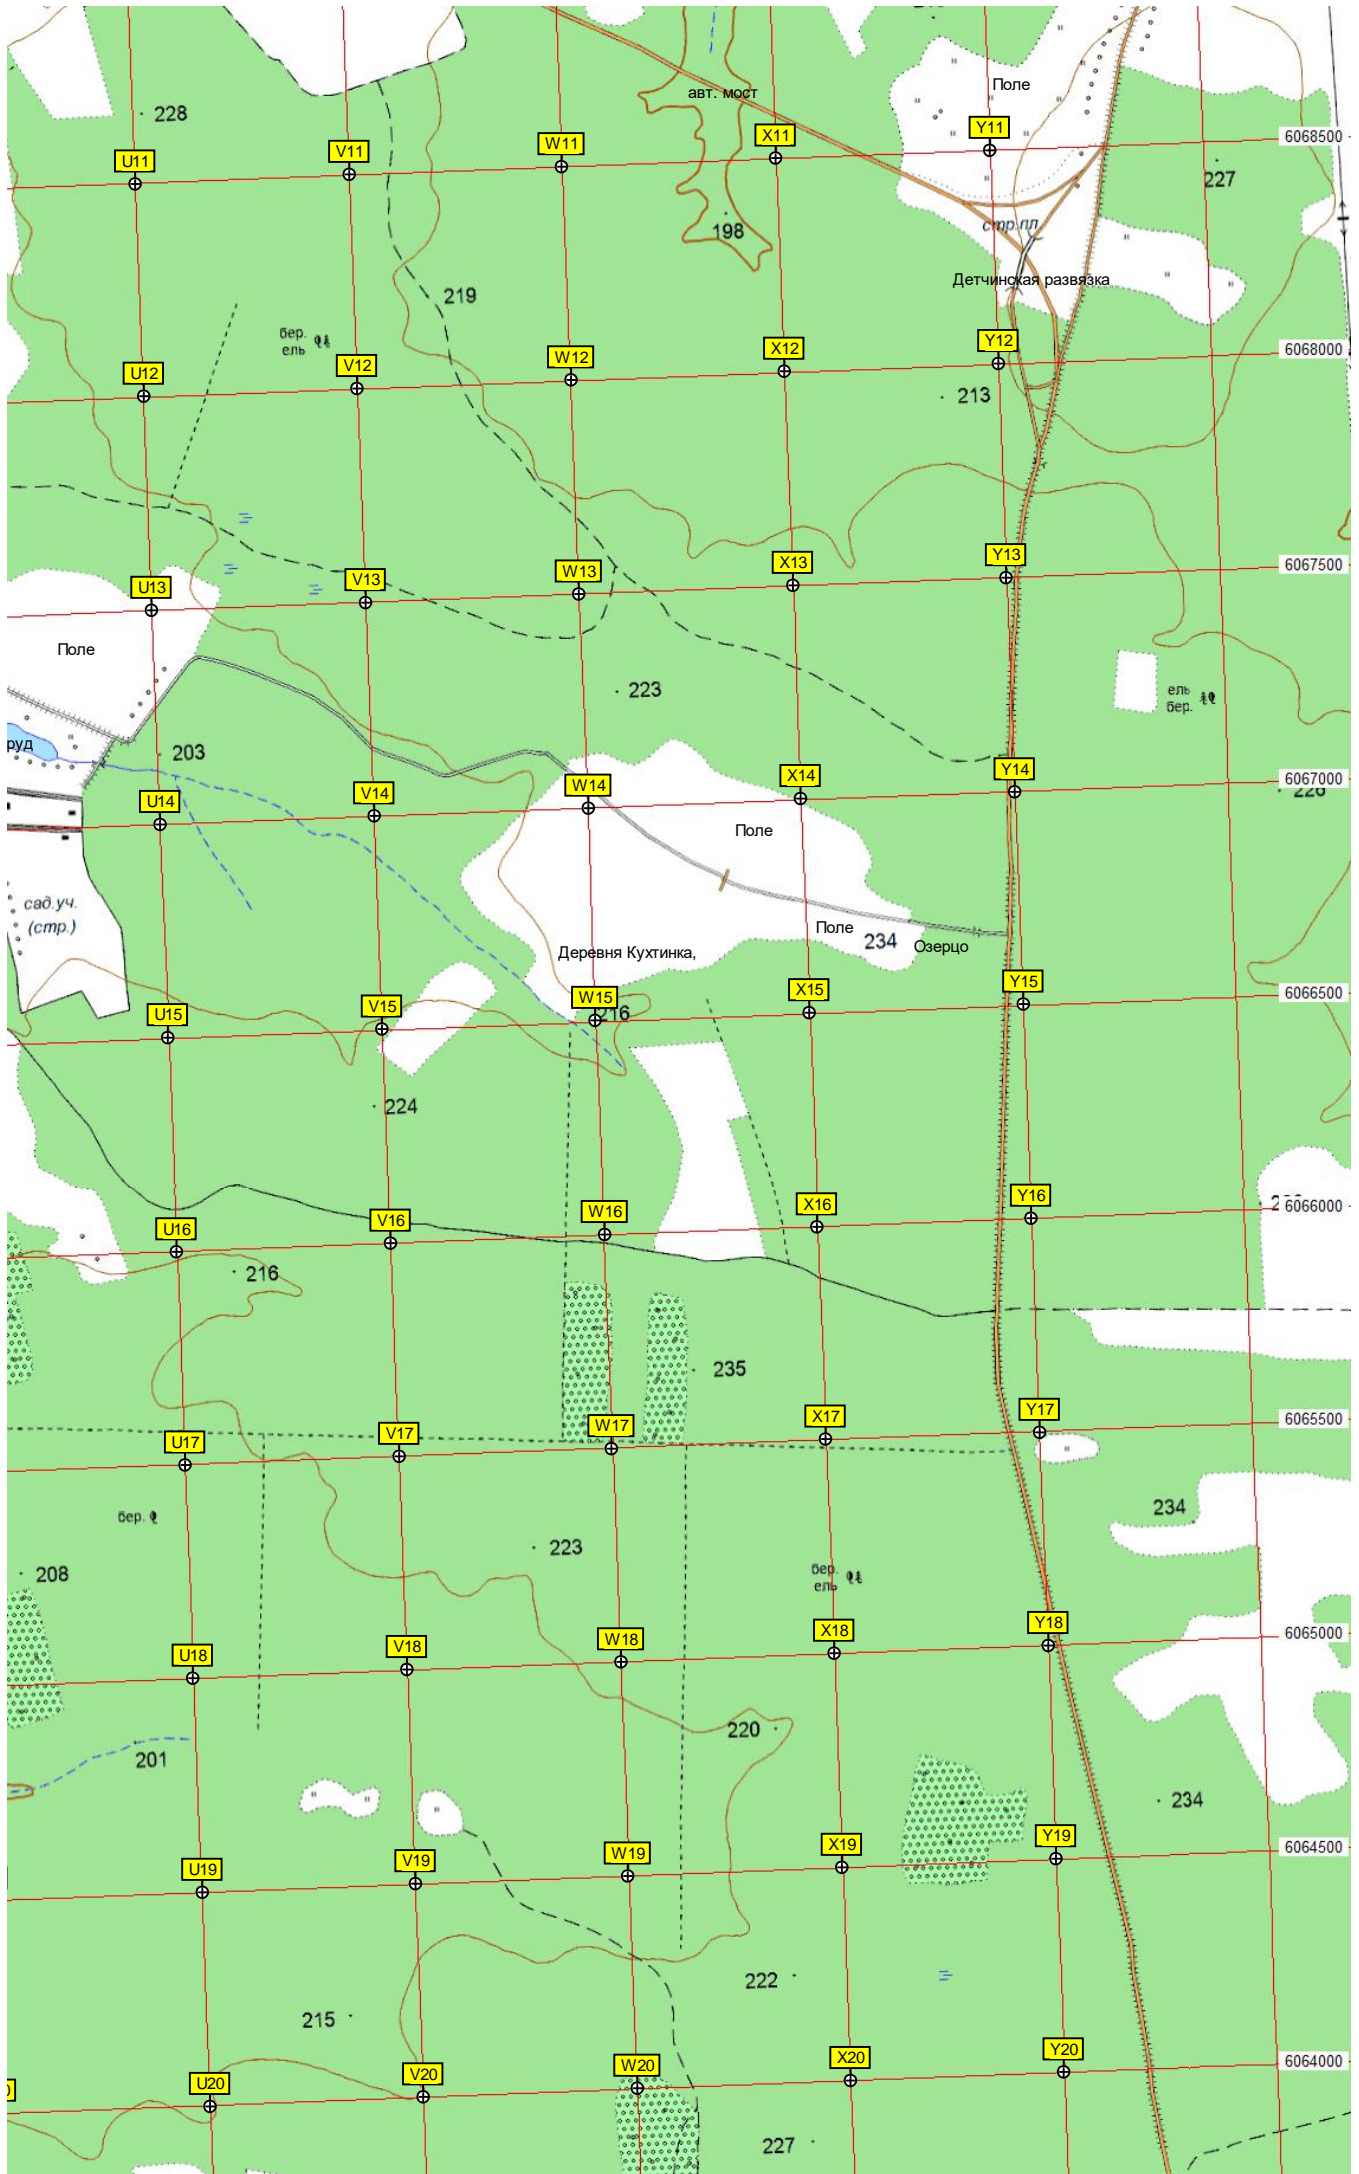 авт. мост
Поле
228
U11
V11
W11
X11
Y11
6068500
227
198
стр.пл
Детчинская развязка
219
бер.
ель
U12
V12
W12
X12
Y12
6068000
213
U13
V13
W13
X13
Y13
6067500
Поле
223
ель
бер.
руд
203
U14
V14
W14
X14
Y14
6067000
Поле
сад.уч.
(стр.)
Поле
234
Озерцо
Деревня Кухтинка,
U15
V15
W15
216
X15
Y15
6066500
224
U16
V16
W16
X16
Y16
6066000
216
235
U17
V17
W17
X17
Y17
6065500
бер.
234
208
223
бер.
ель
U18
V18
W18
X18
Y18
6065000
201
220
234
U19
V19
W19
X19
Y19
6064500
222
215
U20
V20
W20
X20
Y20
6064000
227